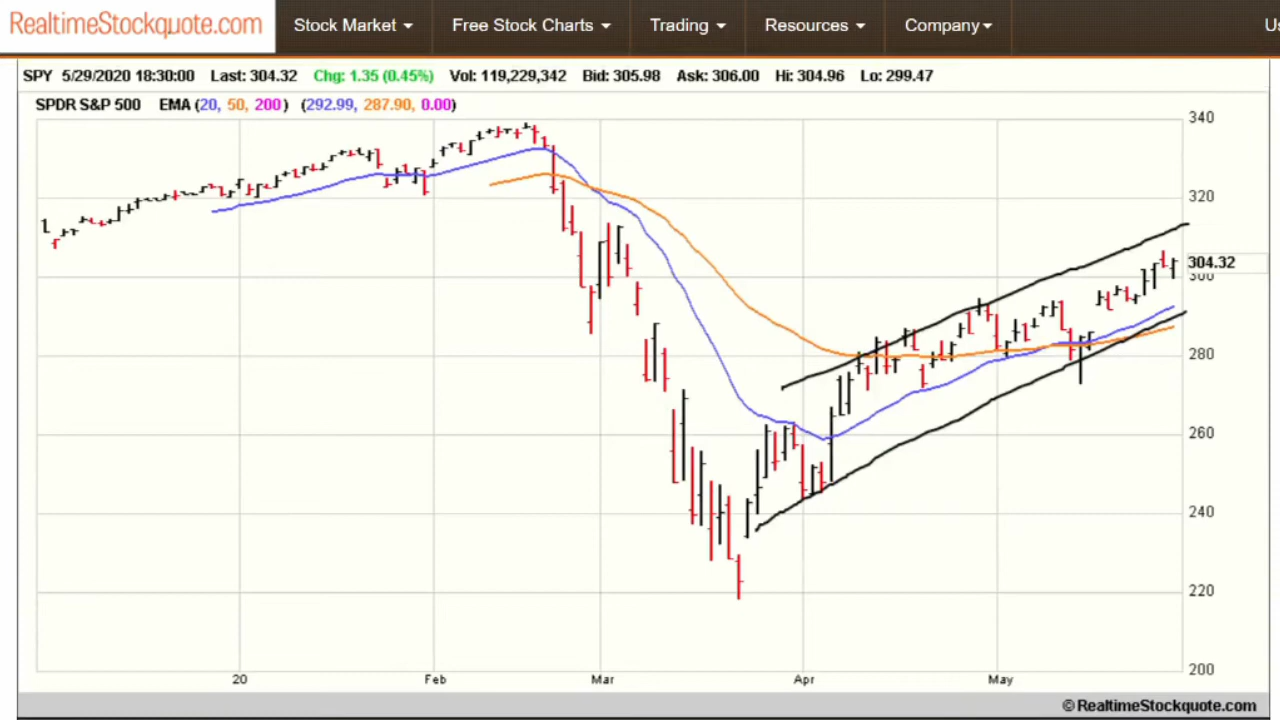 RealtimeStockquote.com Stock Market Free Stock Charts Trading Resources Company Us
SPY 5/29/2020 18:30:00 Last: 304.32 Chg: 1.35 (0.45%) Vol: 119,229,342 Bid: 305.98 Ask: 306.00 Hi: 304.96 Lo: 299.47
SPDR S&P 500 EMA (20, 50, 200) (292.99, 287.90, 0.00)
340
320
304.32
300
280
260
240
220
200
20 Feb Mar Apr May
© RealtimeStockquote.com